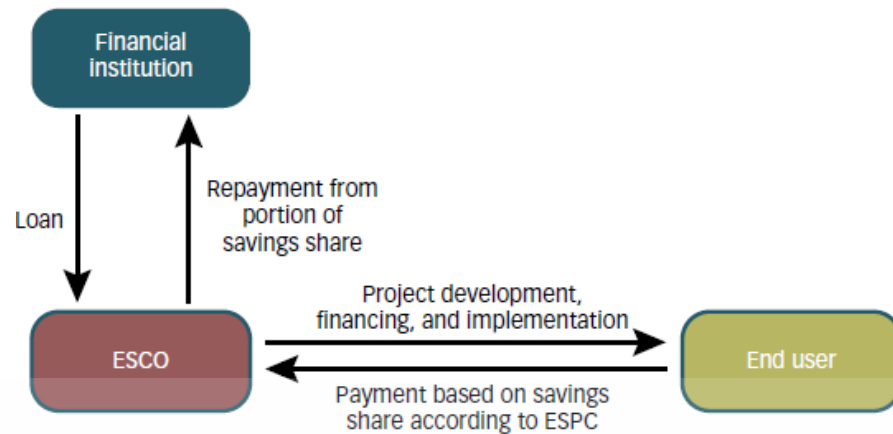 Financial
institution
Loan
Repayment from
portion of
savings share
Project development,
financing, and implementation
ESCO
End user
Payment based on savings
share according to ESPC